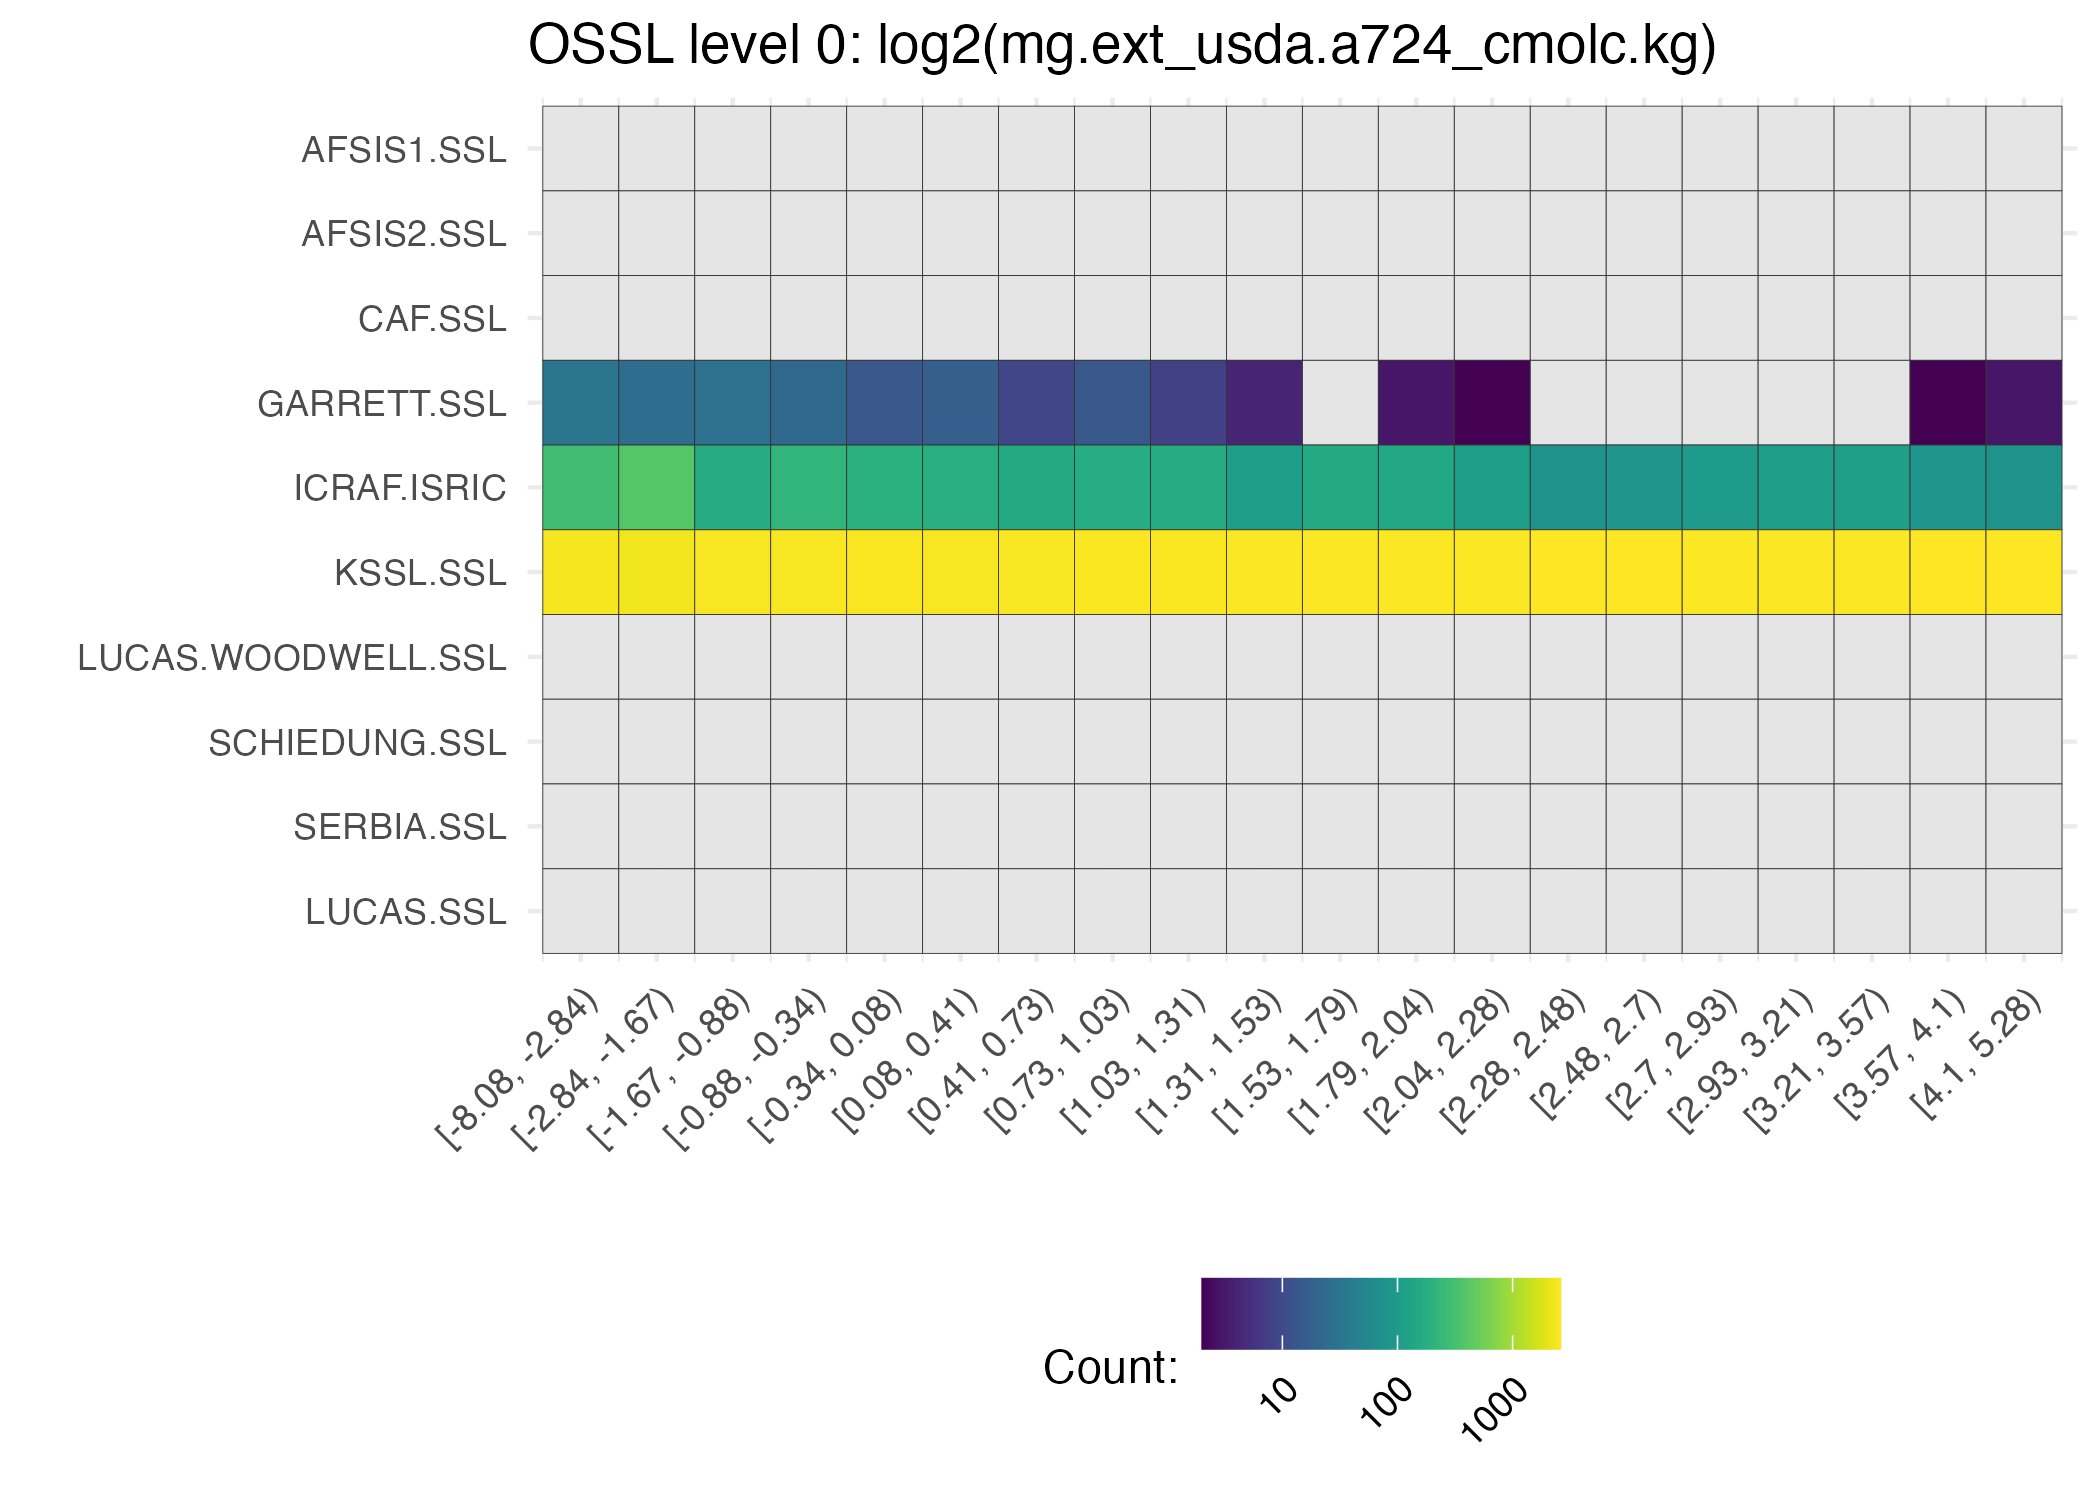 OSSL level 0: log2(mg.ext_usda.a724_cmolc.kg)
AFSIS1.SSL
AFSIS2.SSL
CAF.SSL
GARRETT.SSL
ICRAF.ISRIC
KSSL.SSL
LUCAS.WOODWELL.SSL
SCHIEDUNG.SSL
SERBIA.SSL
LUCAS.SSL
[-8.08, -2.84)
[-2.84, -1.67)
[-1.67, -0.88)
[-0.88, -0.34)
[-0.34, 0.08)
[0.08, 0.41)
[0.41, 0.73)
[0.73, 1.03)
[1.03, 1.31)
[1.31, 1.53)
[1.53, 1.79)
[1.79, 2.04)
[2.04, 2.28)
[2.28, 2.48)
[2.48, 2.7)
[2.7, 2.93)
[2.93, 3.21)
[3.21, 3.57)
[3.57, 4.1)
[4.1, 5.28)
Count:
10
100
1000